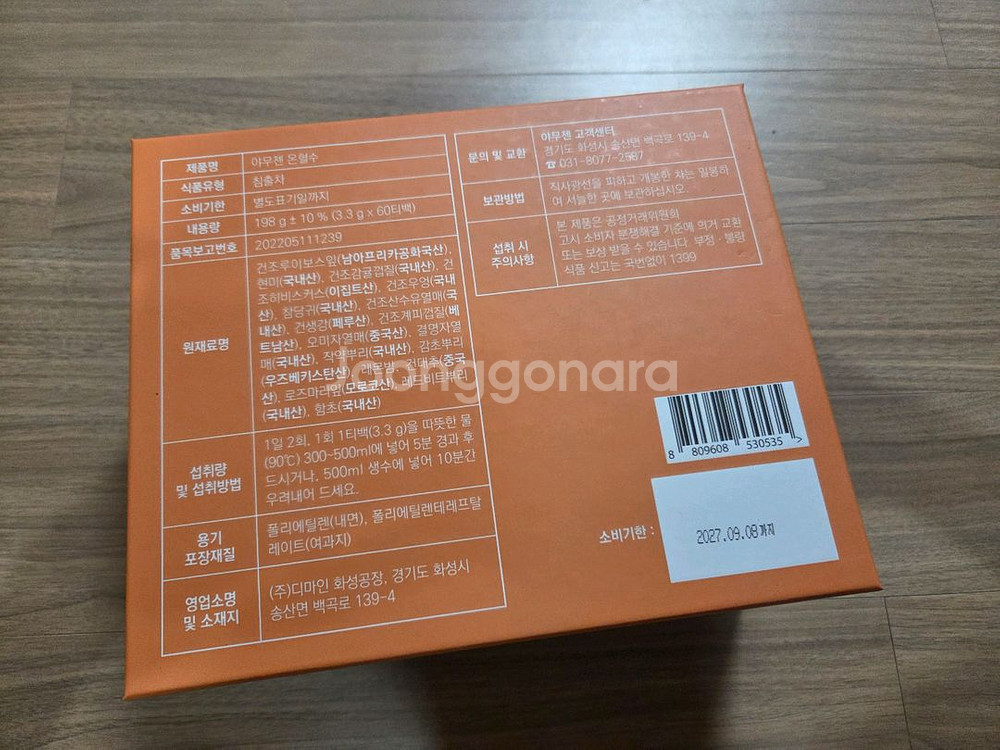 제품명 야무젠 온혈수
식품유형 침출차
소비기한 별도표기일까지
내용량 198 g ± 10 % (3.3 g x 60티백)
품목보고번호 202205111239
원재료명
건조루이보스잎(남아프리카공화국산),
현미(국내산), 건조감귤껍질(국내산), 건
조히비스커스(이집트산), 건조우엉(국내
산), 참당귀(국내산), 건조산수유열매(국
내산), 건생강(페루산), 건조계피껍질(베
트남산), 오미자열매(중국산), 결명자열
매(국내산), 작약뿌리(국내산), 감초뿌리
(우즈베키스탄산), 레몬밤, 건대추(중국
산), 로즈마리잎(모로코산), 레드비트뿌리
(국내산), 함초(국내산)
섭취량
및 섭취방법
1일 2회, 1회 1티백(3.3 g)을 따뜻한 물
(90℃) 300~500ml에 넣어 5분 경과 후
드시거나, 500ml 생수에 넣어 10분간
우려내어 드세요.
용기
포장재질
폴리에틸렌(내면), 폴리에틸렌테레프탈
레이트(여과지)
영업소명
및 소재지
(주)디마인 화성공장, 경기도 화성시
송산면 백곡로 139-4
문의 및 교환
야무젠 고객센터
경기도 화성시 송산면 백곡로 139-4
☎ 031-8077-2587
보관방법
직사광선을 피하고 개봉한 차는 밀봉하
여 서늘한 곳에 보관하십시오.
섭취 시
주의사항
본 제품은 공정거래위원회
고시 소비자 분쟁해결 기준에 의거 교환
또는 보상 받을 수 있습니다. 부정·불량
식품 신고는 국번없이 1399
joonggonara
8 809608 530535 >
소비기한 :
2027.09.08까지